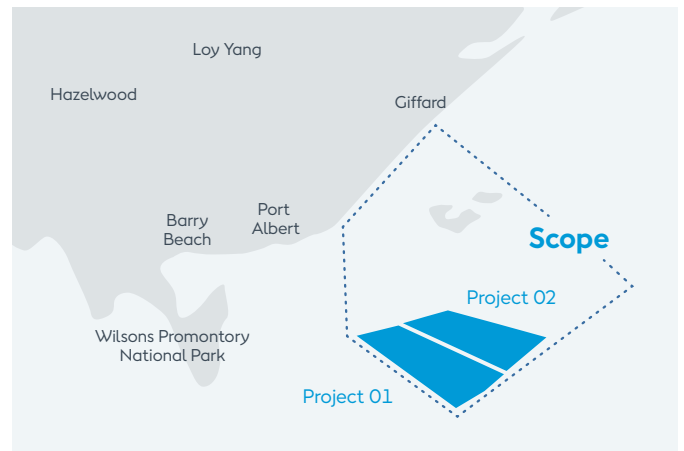 Loy Yang
Hazelwood
Giffard
Port
Albert
Barry
Beach
Scope
Project 02
Wilsons Promontory
National Park
Project 01